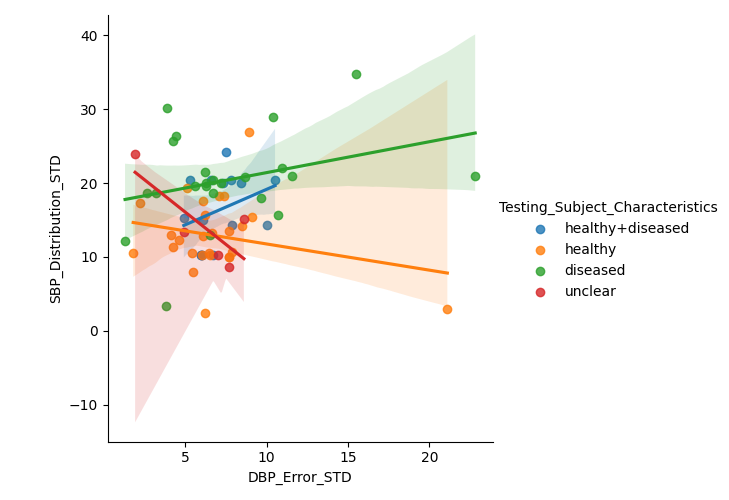 40
30
20
10
0
−10
SBP_Distribution_STD
5
10
15
20
DBP_Error_STD
Testing_Subject_Characteristics
healthy+diseased
healthy
diseased
unclear